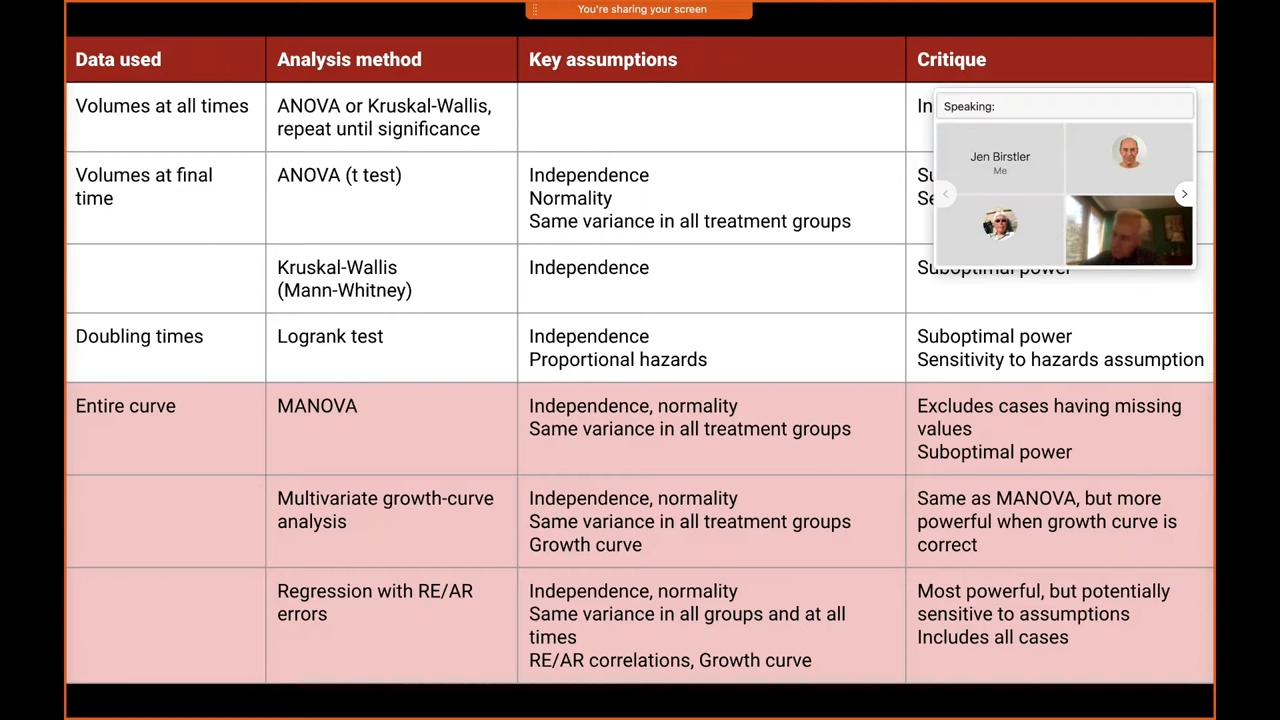 You're sharing your screen
Data used
Analysis method
Key assumptions
Critique
Volumes at all times
ANOVA or Kruskal-Wallis,
repeat until significance
Speaking:
Jen Birstler
Me
Volumes at final
time
ANOVA (t test)
Independence
Normality
Same variance in all treatment groups
Kruskal-Wallis
(Mann-Whitney)
Independence
Suboptimal power
Doubling times
Logrank test
Independence
Proportional hazards
Suboptimal power
Sensitivity to hazards assumption
Entire curve
MANOVA
Independence, normality
Same variance in all treatment groups
Excludes cases having missing
values
Suboptimal power
Multivariate growth-curve
analysis
Independence, normality
Same variance in all treatment groups
Growth curve
Same as MANOVA, but more
powerful when growth curve is
correct
Regression with RE/AR
errors
Independence, normality
Same variance in all groups and at all
times
RE/AR correlations, Growth curve
Most powerful, but potentially
sensitive to assumptions
Includes all cases